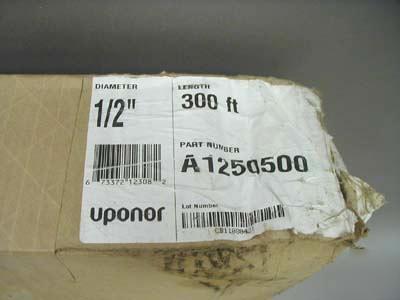 DIAMETER
1/2"
6 73372 12308 2
uponor
LENGTH
300 ft
PART NUMBER
A1250500
Lot Number